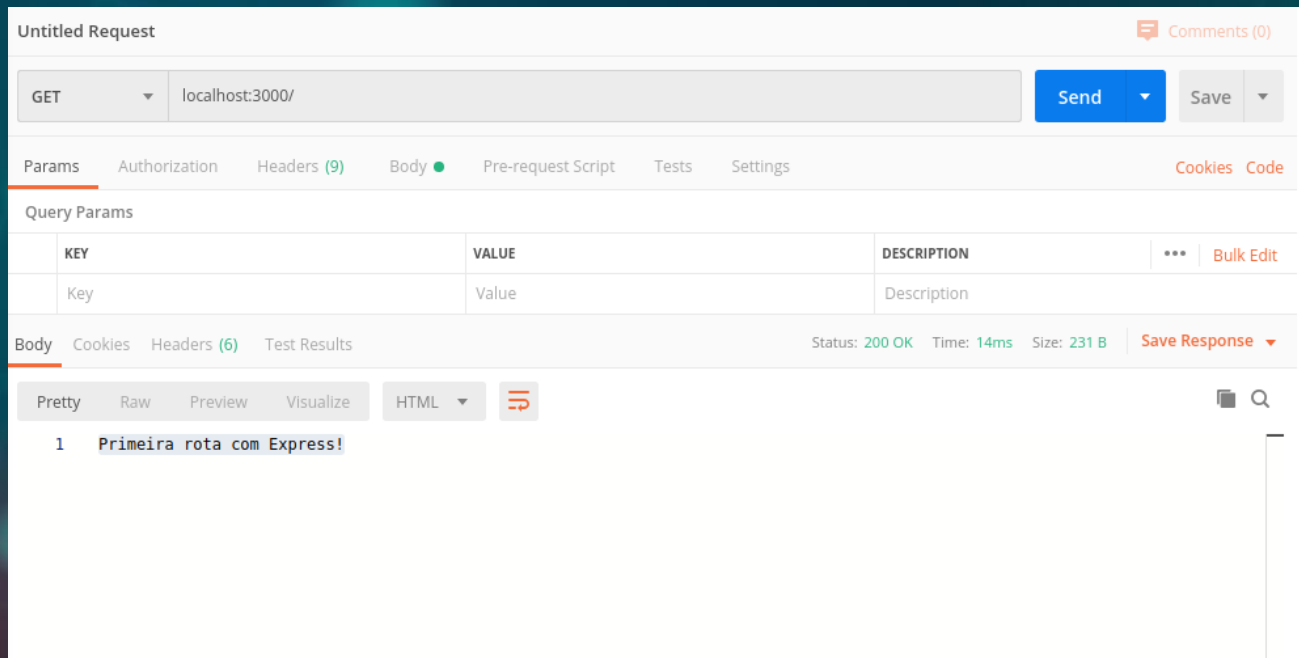 Untitled Request
Comments (0)
GET
localhost:3000/
Send
Save
Params Authorization Headers (9) Body Pre-request Script Tests Settings Cookies Code
Query Params
KEY VALUE DESCRIPTION ••• Bulk Edit
Key Value Description
Body Cookies Headers (6) Test Results Status: 200 OK Time: 14ms Size: 231 B Save Response
Pretty Raw Preview Visualize HTML
1 Primeira rota com Express!